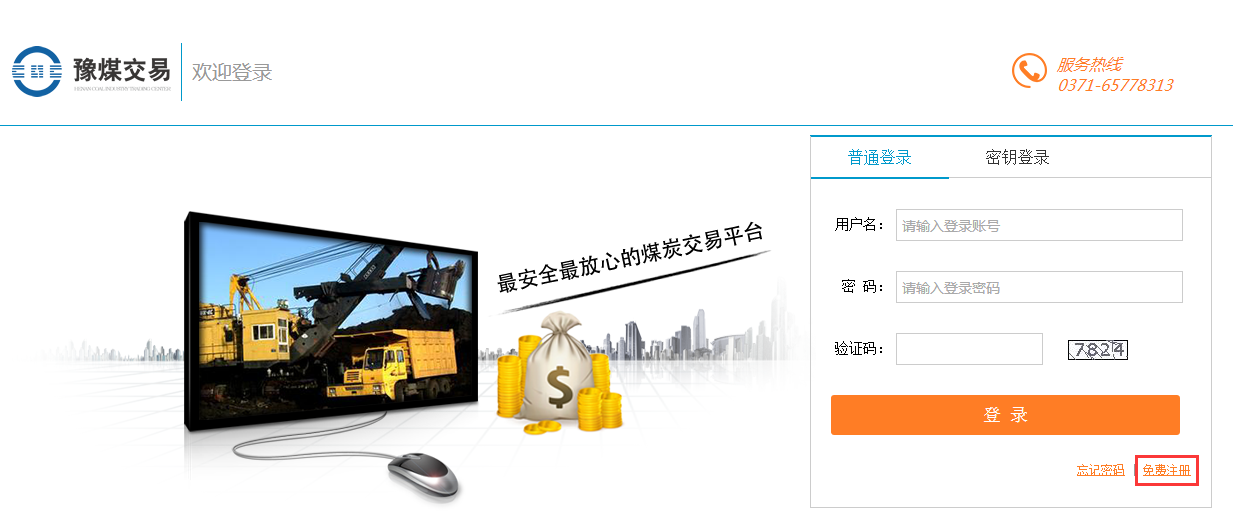 豫煤交易
HENAN COAL INDUSTRY TRADING CENTER
欢迎登录
服务热线
0371-65778313
普通登录 密钥登录
最安全最放心的煤炭交易平台
用户名： 请输入登录账号
密 码： 请输入登录密码
验证码： 7824
登 录
忘记密码 | 免费注册